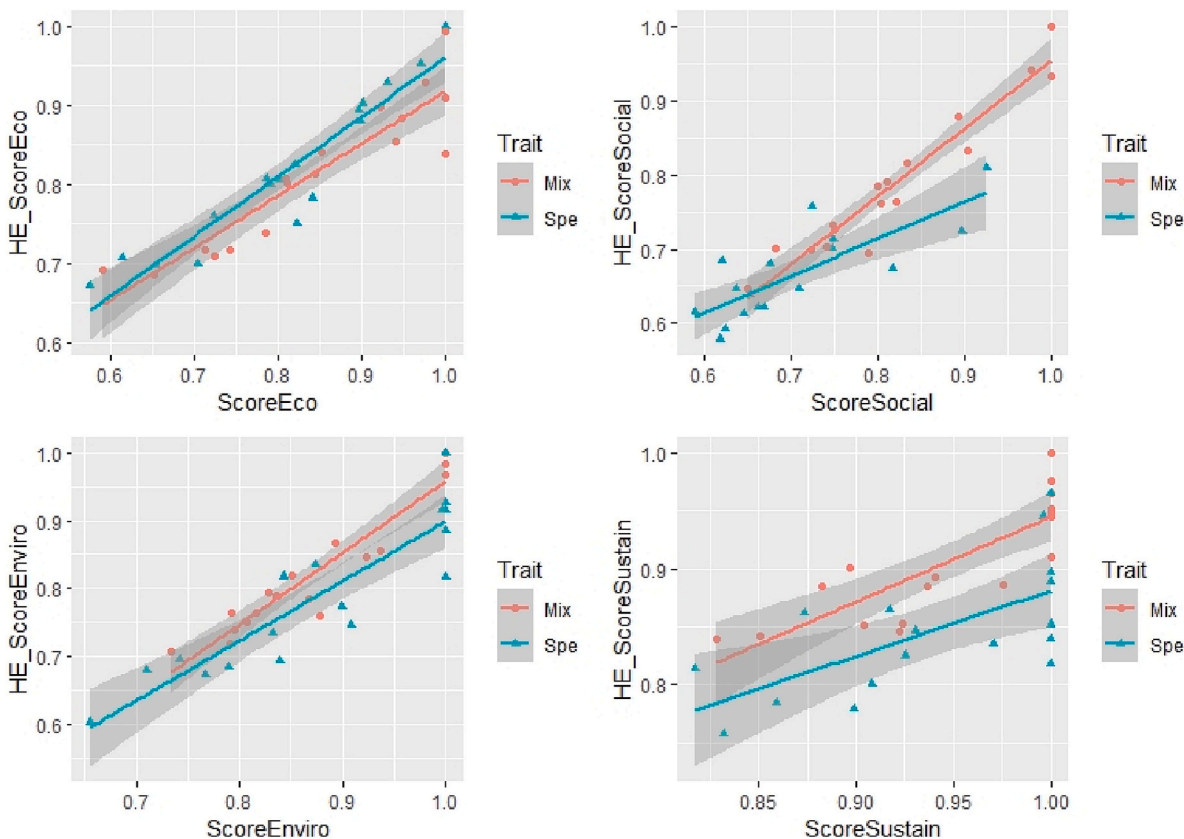 HE_ScoreEco
1.0
0.9
0.8
0.7
0.6
0.6 0.7 0.8 0.9 1.0
ScoreEco
Trait
Mix
Spe
HE_ScoreSocial
1.0
0.9
0.8
0.7
0.6
0.6 0.7 0.8 0.9 1.0
ScoreSocial
Trait
Mix
Spe
HE_ScoreEnviro
1.0
0.9
0.8
0.7
0.6
0.7 0.8 0.9 1.0
ScoreEnviro
Trait
Mix
Spe
HE_ScoreSustain
1.0
0.9
0.8
0.85 0.90 0.95 1.00
ScoreSustain
Trait
Mix
Spe